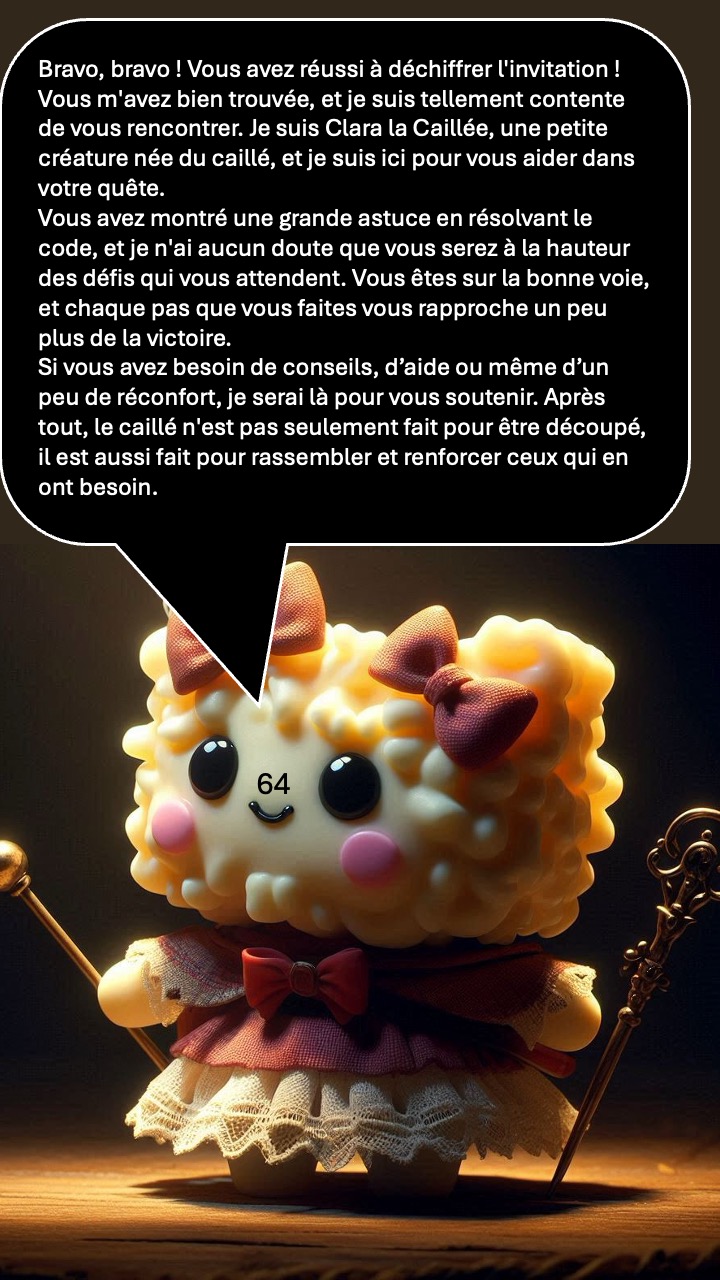 Bravo, bravo ! Vous avez réussi à déchiffrer l'invitation !
Vous m'avez bien trouvée, et je suis tellement contente
de vous rencontrer. Je suis Clara la Caillée, une petite
créature née du caillé, et je suis ici pour vous aider dans
votre quête.
Vous avez montré une grande astuce en résolvant le
code, et je n'ai aucun doute que vous serez à la hauteur
des défis qui vous attendent. Vous êtes sur la bonne voie,
et chaque pas que vous faites vous rapproche un peu
plus de la victoire.
Si vous avez besoin de conseils, d’aide ou même d’un
peu de réconfort, je serai là pour vous soutenir. Après
tout, le caillé n'est pas seulement fait pour être découpé,
il est aussi fait pour rassembler et renforcer ceux qui en
ont besoin.
64